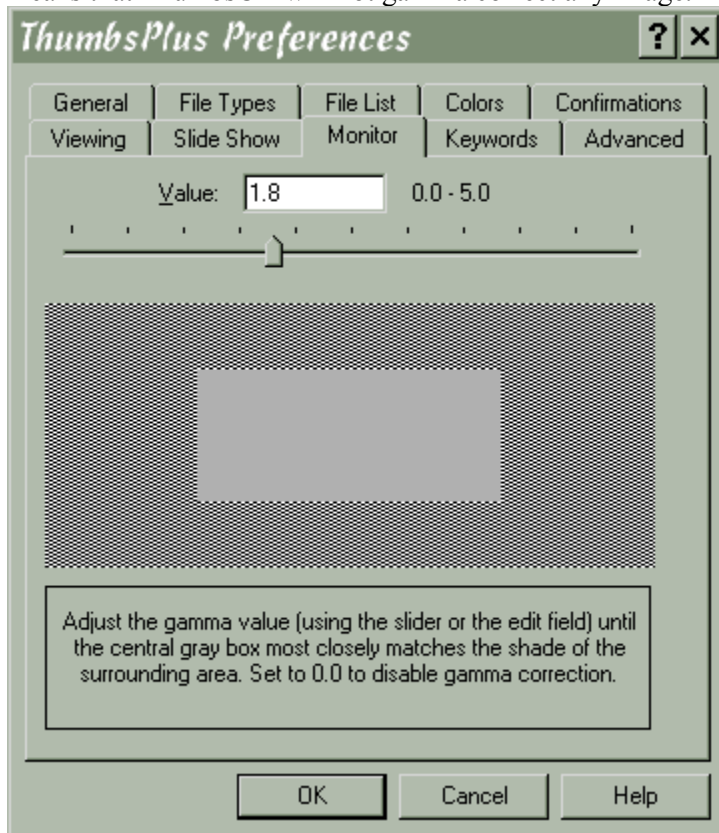 ThumbsPlus Preferences
General File Types File List Colors Confirmations
Viewing Slide Show Monitor Keywords Advanced
Value: 1.8 0.0 - 5.0
Adjust the gamma value (using the slider or the edit field) until
the central gray box most closely matches the shade of the
surrounding area. Set to 0.0 to disable gamma correction.
OK Cancel Help